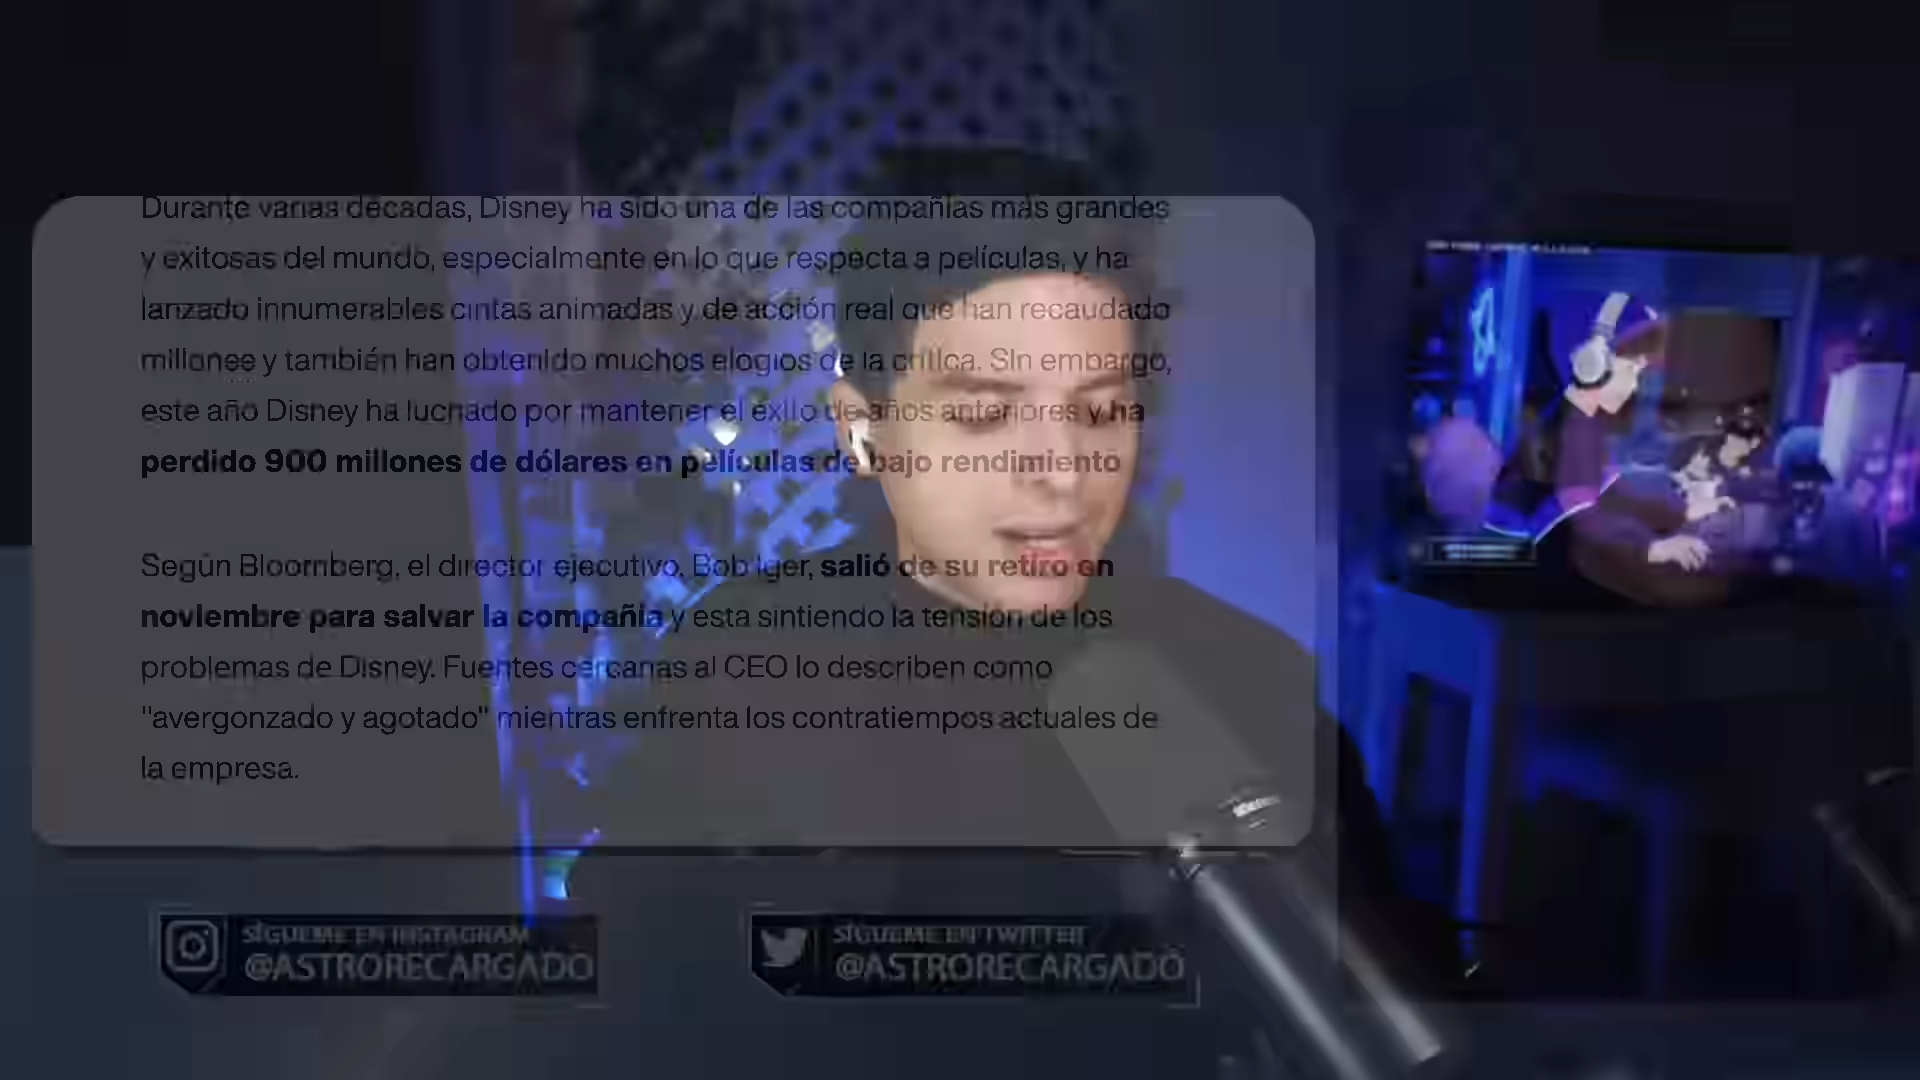 Durante varias décadas, Disney ha sido una de las compañías más grandes
y exitosas del mundo, especialmente en lo que respecta a películas, y ha
lanzado innumerables cintas animadas y de acción real que han recaudado
millones y también han obtenido muchos elogios de la crítica. Sin embargo,
este año Disney ha luchado por mantener el éxito de años anteriores y ha
perdido 900 millones de dólares en películas de bajo rendimiento
Según Bloomberg, el director ejecutivo, Bob Iger, salió de su retiro en
noviembre para salvar la compañía y esta sintiendo la tensión de los
problemas de Disney. Fuentes cercanas al CEO lo describen como
"avergonzado y agotado" mientras enfrenta los contratiempos actuales de
la empresa.
SÍGUEME EN INSTAGRAM
@ASTRORECARGADO
SÍGUEME EN TWITTER
@ASTRORECARGADO